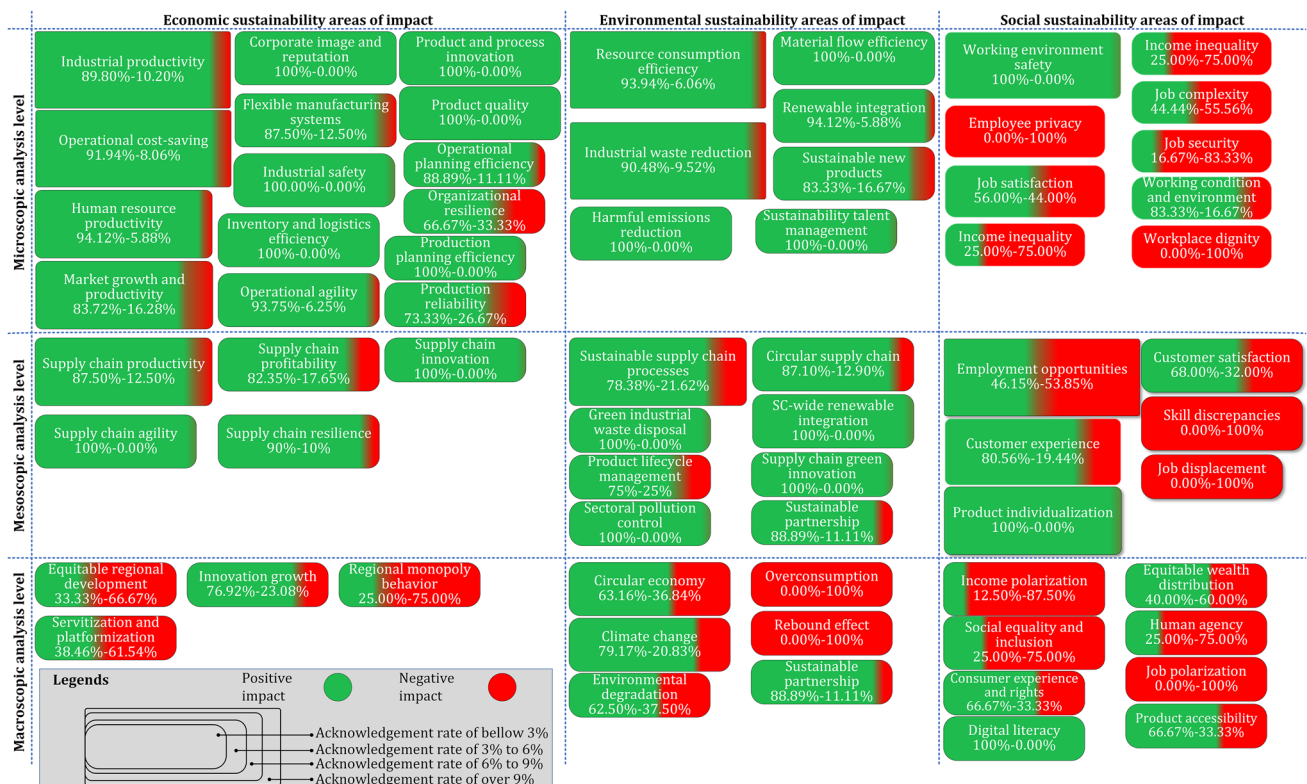 Economic sustainability areas of impact
Environmental sustainability areas of impact
Social sustainability areas of impact
Microscopic analysis level
Industrial productivity
89.80%-10.20%
Corporate image and
reputation
100%-0.00%
Product and process
innovation
100%-0.00%
Operational cost-saving
91.94%-8.06%
Flexible manufacturing
systems
87.50%-12.50%
Product quality
100%-0.00%
Industrial safety
100.00%-0.00%
Operational
planning efficiency
88.89%-11.11%
Human resource
productivity
94.12%-5.88%
Organizational
resilience
66.67%-33.33%
Inventory and logistics
efficiency
100%-0.00%
Production
planning efficiency
100%-0.00%
Market growth and
productivity
83.72%-16.28%
Operational agility
93.75%-6.25%
Production
reliability
73.33%-26.67%
Resource consumption
efficiency
93.94%-6.06%
Material flow efficiency
100%-0.00%
Renewable integration
94.12%-5.88%
Industrial waste reduction
90.48%-9.52%
Sustainable new
products
83.33%-16.67%
Harmful emissions
reduction
100%-0.00%
Sustainability talent
management
100%-0.00%
Working environment
safety
100%-0.00%
Income inequality
25.00%-75.00%
Job complexity
44.44%-55.56%
Employee privacy
0.00%-100%
Job security
16.67%-83.33%
Job satisfaction
56.00%-44.00%
Working condition
and environment
83.33%-16.67%
Income inequality
25.00%-75.00%
Workplace dignity
0.00%-100%
Mesoscopic analysis level
Supply chain productivity
87.50%-12.50%
Supply chain
profitability
82.35%-17.65%
Supply chain
innovation
100%-0.00%
Supply chain agility
100%-0.00%
Supply chain resilience
90%-10%
Sustainable supply chain
processes
78.38%-21.62%
Circular supply chain
87.10%-12.90%
Green industrial
waste disposal
100%-0.00%
SC-wide renewable
integration
100%-0.00%
Product lifecycle
management
75%-25%
Supply chain green
innovation
100%-0.00%
Sectoral pollution
control
100%-0.00%
Sustainable
partnership
88.89%-11.11%
Employment opportunities
46.15%-53.85%
Customer satisfaction
68.00%-32.00%
Skill discrepancies
0.00%-100%
Customer experience
80.56%-19.44%
Job displacement
0.00%-100%
Product individualization
100%-0.00%
Macroscopic analysis level
Equitable regional
development
33.33%-66.67%
Innovation growth
76.92%-23.08%
Regional monopoly
behavior
25.00%-75.00%
Servitization and
platformization
38.46%-61.54%
Circular economy
63.16%-36.84%
Overconsumption
0.00%-100%
Climate change
79.17%-20.83%
Rebound effect
0.00%-100%
Environmental
degradation
62.50%-37.50%
Sustainable
partnership
88.89%-11.11%
Income polarization
12.50%-87.50%
Equitable wealth
distribution
40.00%-60.00%
Social equality and
inclusion
25.00%-75.00%
Human agency
25.00%-75.00%
Consumer experience
and rights
66.67%-33.33%
Job polarization
0.00%-100%
Digital literacy
100%-0.00%
Product accessibility
66.67%-33.33%
Legends
Positive
impact
Negative
impact
Acknowledgement rate of bellow 3%
Acknowledgement rate of 3% to 6%
Acknowledgement rate of 6% to 9%
Acknowledgement rate of over 9%